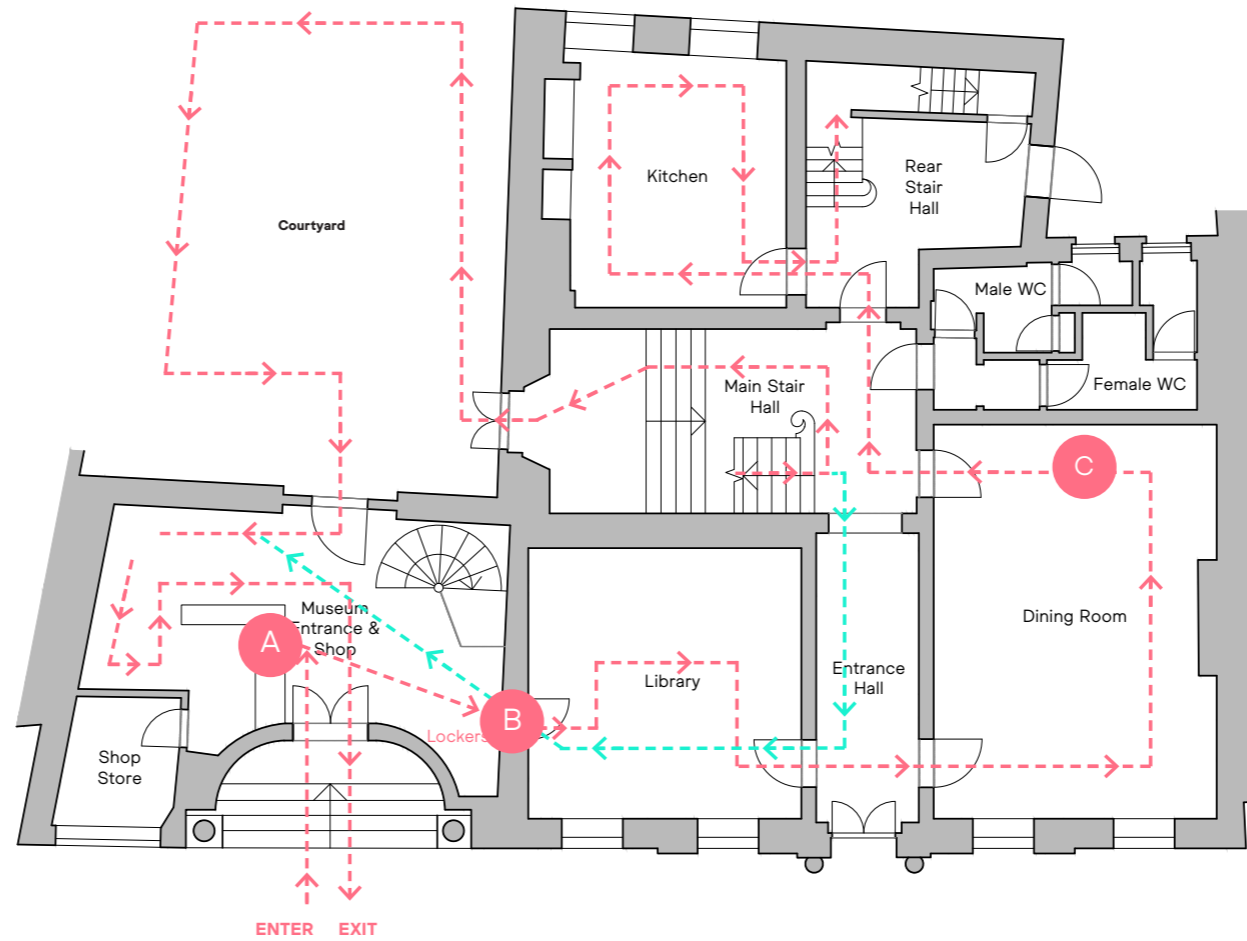 Kitchen
Rear
Stair
Hall
Courtyard
Male WC
Female WC
Main Stair
Hall
C
Museum
Entrance &
Shop
A
Dining Room
Library
Entrance
Hall
B
Lockers
Shop
Store
ENTER
EXIT